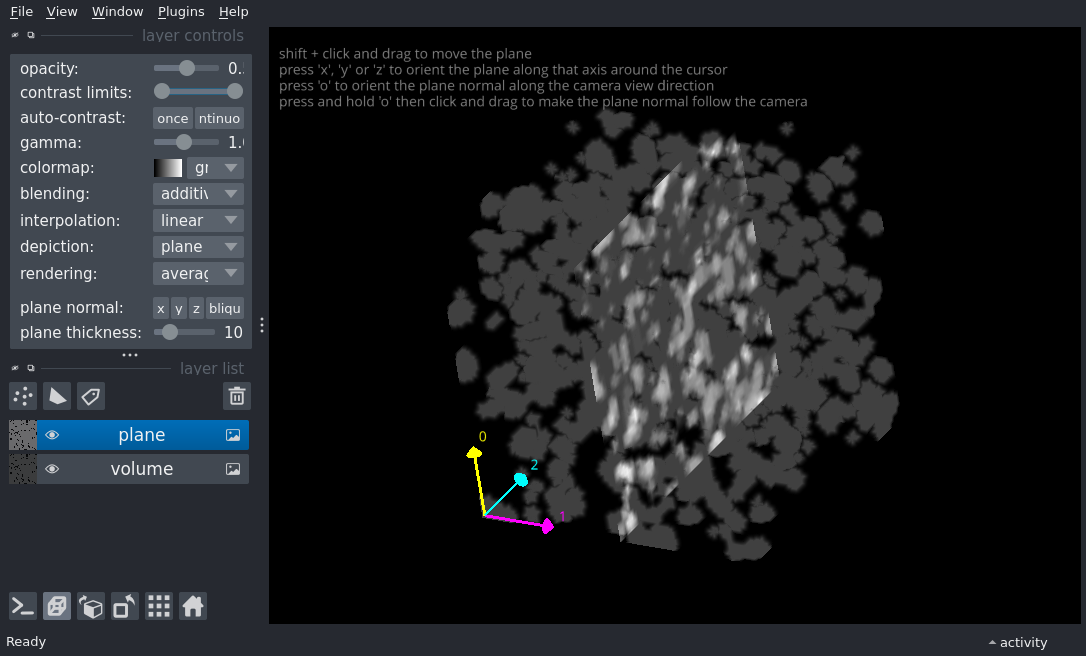 File View Window Plugins Help
layer controls
opacity: 0.
contrast limits:
auto-contrast: once ntinuo
gamma: 1.
colormap: gr
blending: additiv
interpolation: linear
depiction: plane
rendering: averag
plane normal: x y z bliqu
plane thickness: 10
layer list
plane
volume
shift + click and drag to move the plane
press 'x', 'y' or 'z' to orient the plane along that axis around the cursor
press 'o' to orient the plane normal along the camera view direction
press and hold 'o' then click and drag to make the plane normal follow the camera
0
2
1
Ready
activity